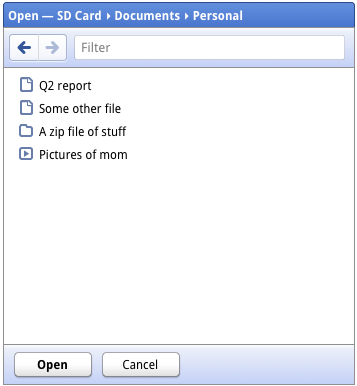 Open — SD Card ▸ Documents ▸ Personal
Filter
Q2 report
Some other file
A zip file of stuff
Pictures of mom
Open Cancel